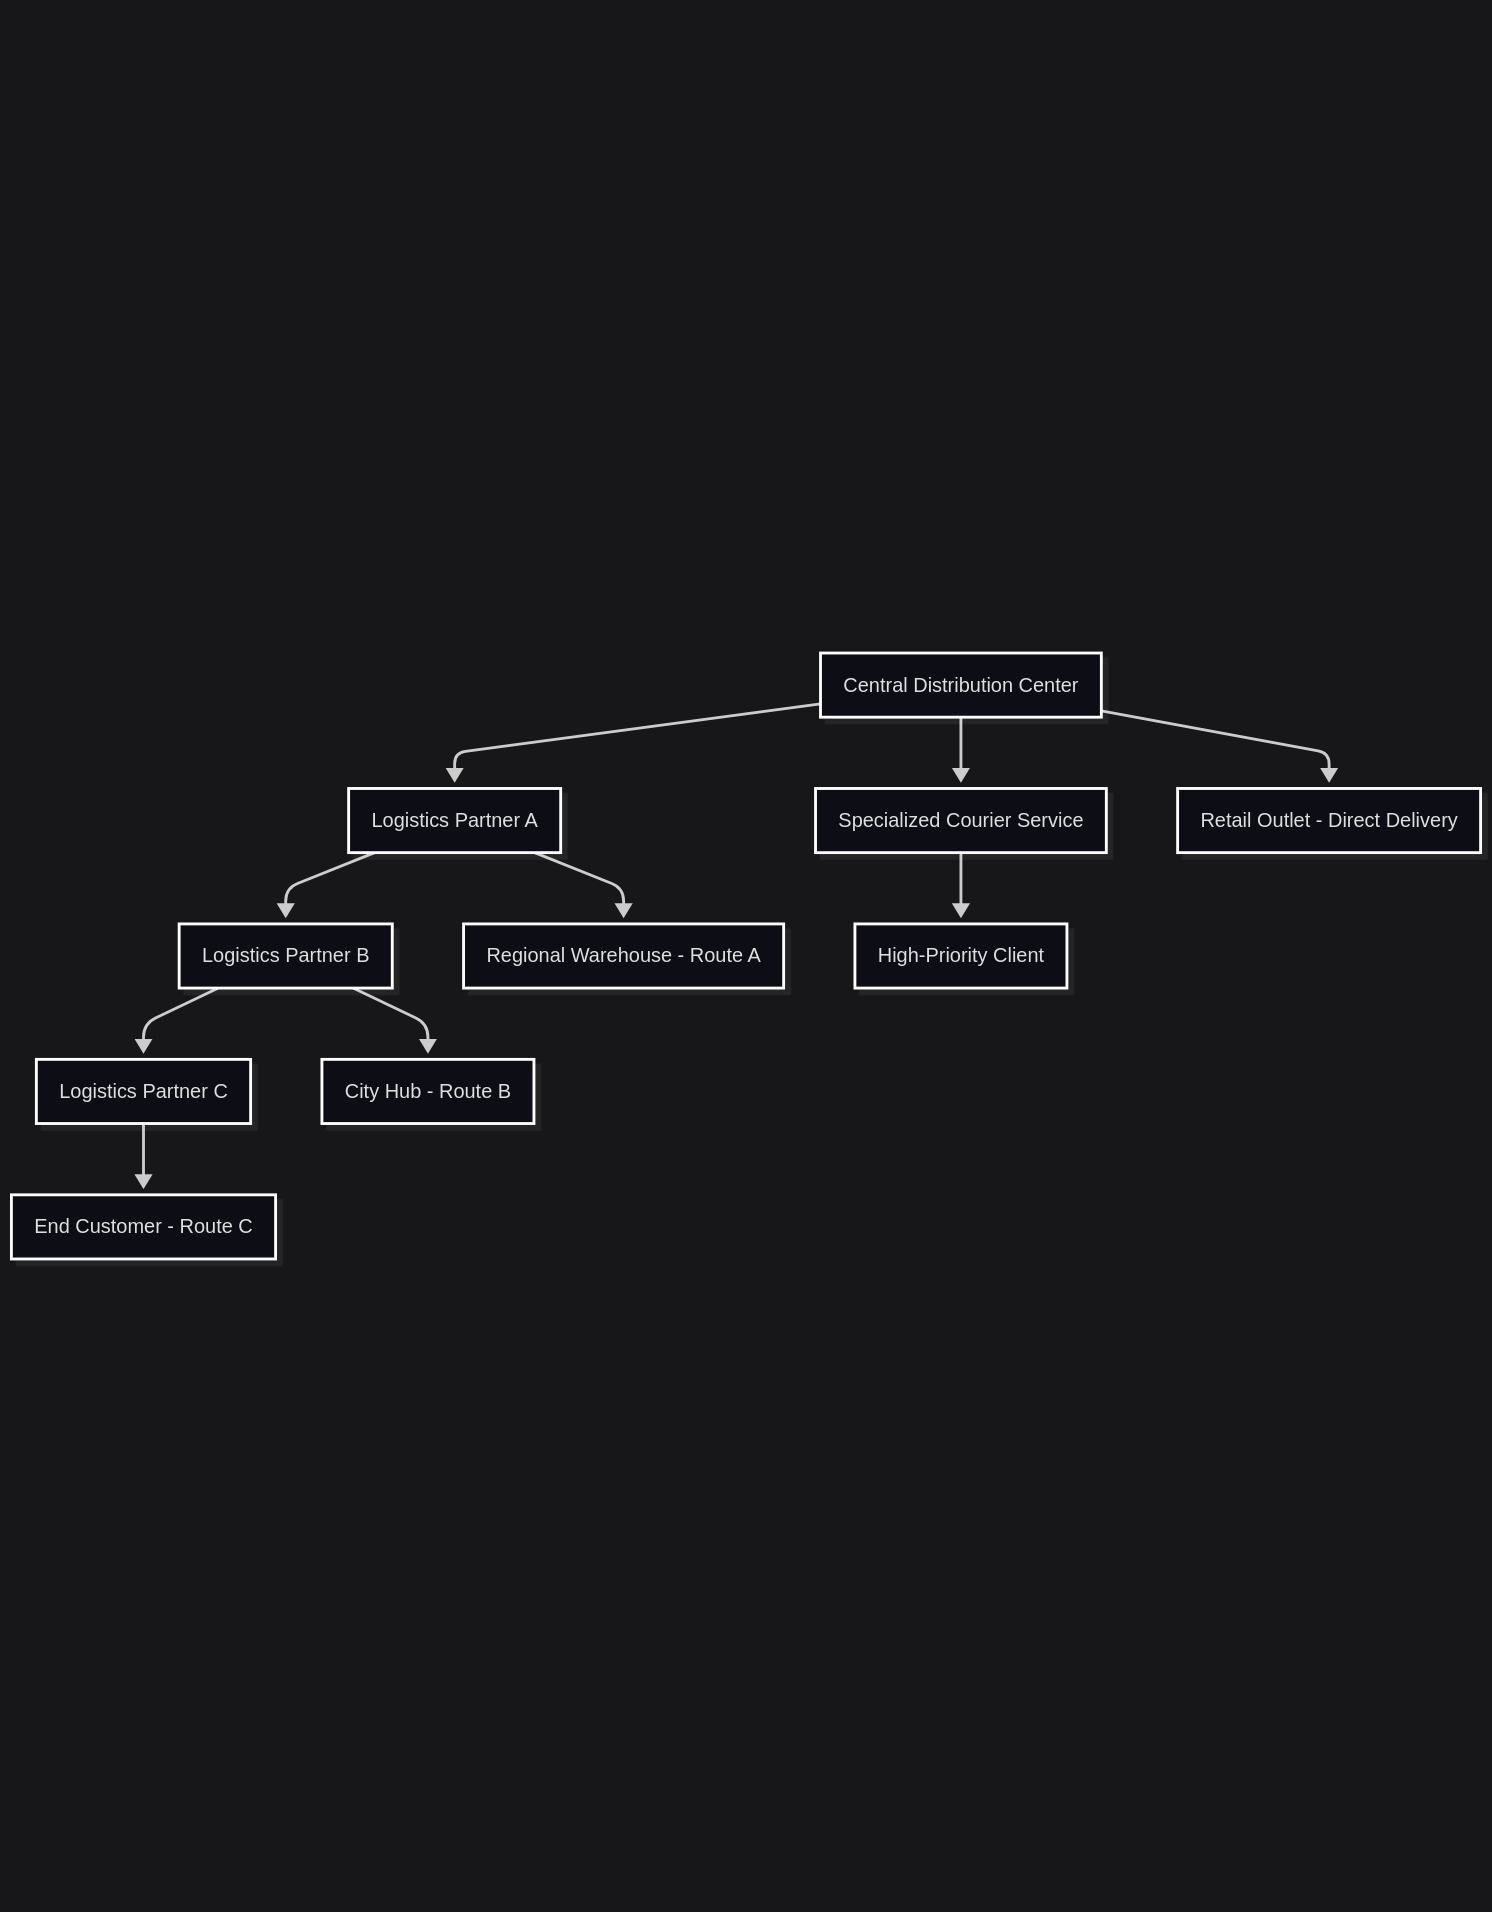 Central Distribution Center
Logistics Partner A
Specialized Courier Service
Retail Outlet - Direct Delivery
Logistics Partner B
Regional Warehouse - Route A
High-Priority Client
Logistics Partner C
City Hub - Route B
End Customer - Route C